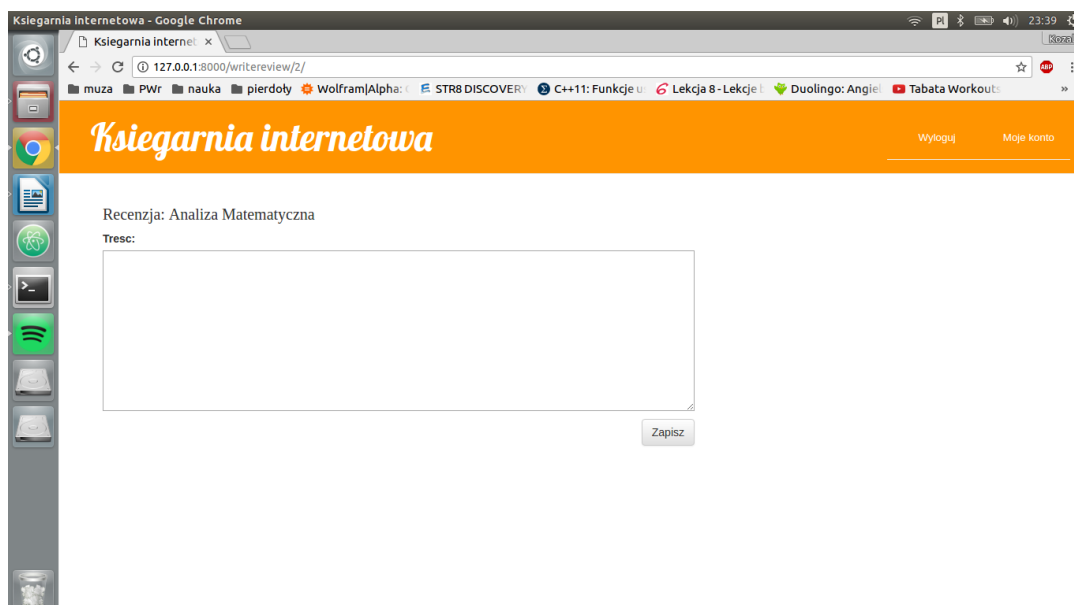 Ksiegarnia internetowa - Google Chrome Pl 23:39
Ksiegarnia internet ×
127.0.0.1:8000/writereview/2/ ABP
muza PWr nauka pierdoły Wolfram|Alpha: STR8 DISCOVERY C++11: Funkcje u Lekcja 8 - Lekcje Duolingo: Angiel Tabata Workouts »
Ksiegarnia internetowa
Wyloguj Moje konto
Recenzja: Analiza Matematyczna
Tresc:
Zapisz